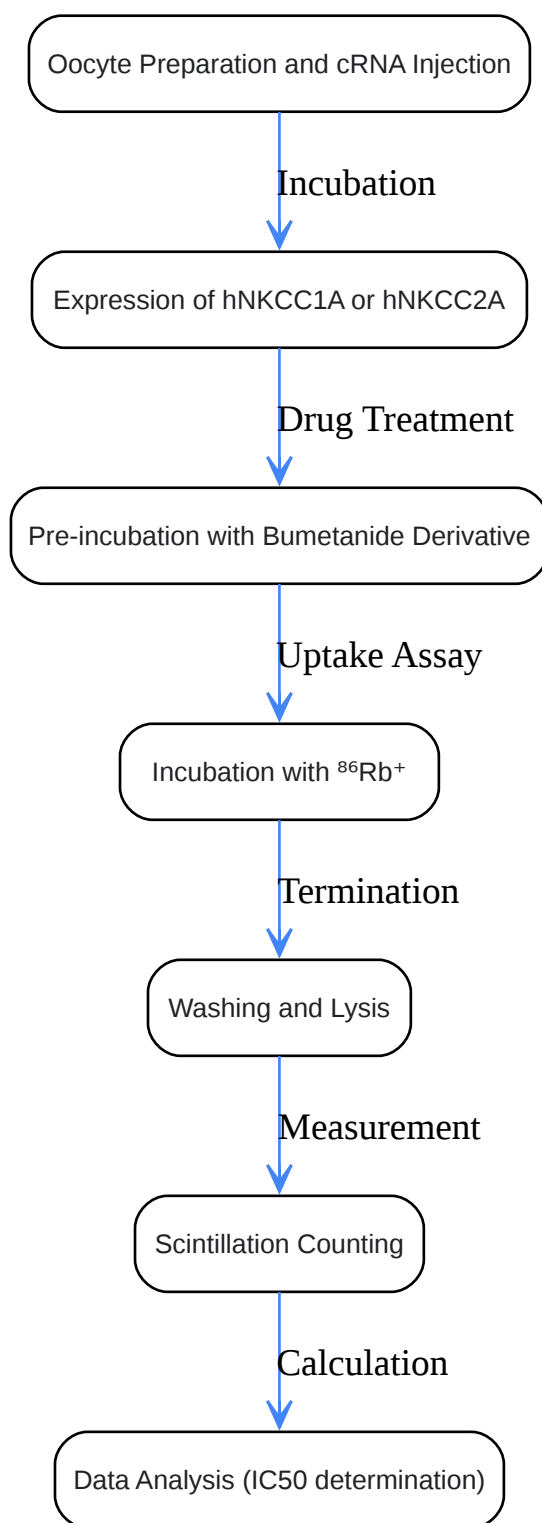 Oocyte Preparation and cRNA Injection
Incubation
Expression of hNKCC1A or hNKCC2A
Drug Treatment
Pre-incubation with Bumetanide Derivative
Uptake Assay
Incubation with ⁸⁶Rb⁺
Termination
Washing and Lysis
Measurement
Scintillation Counting
Calculation
Data Analysis (IC50 determination)